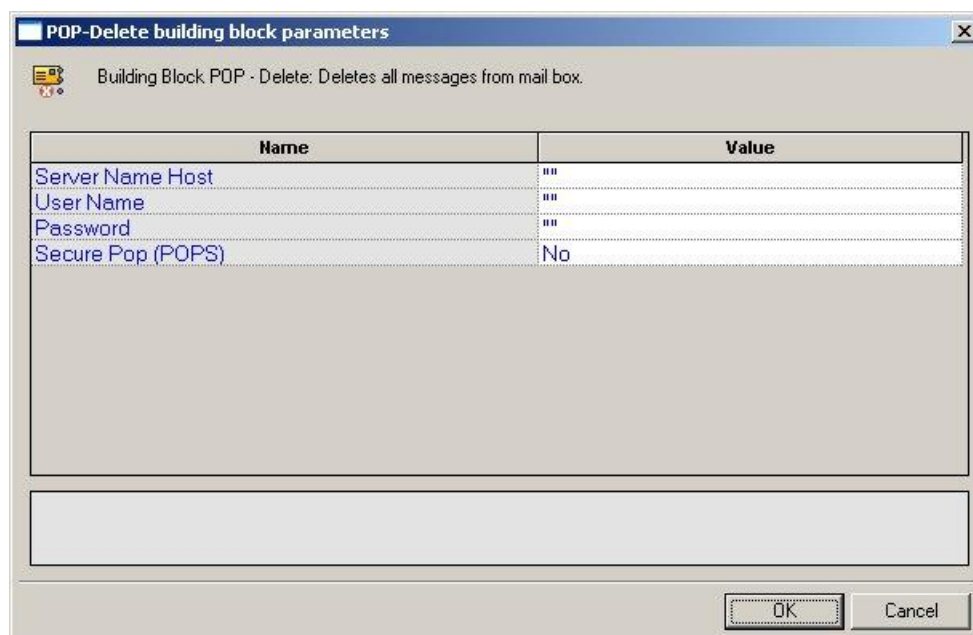 POP-Delete building block parameters
Building Block POP - Delete: Deletes all messages from mail box.
Name Value
Server Name Host ""
User Name ""
Password ""
Secure Pop (POPS) No
OK Cancel